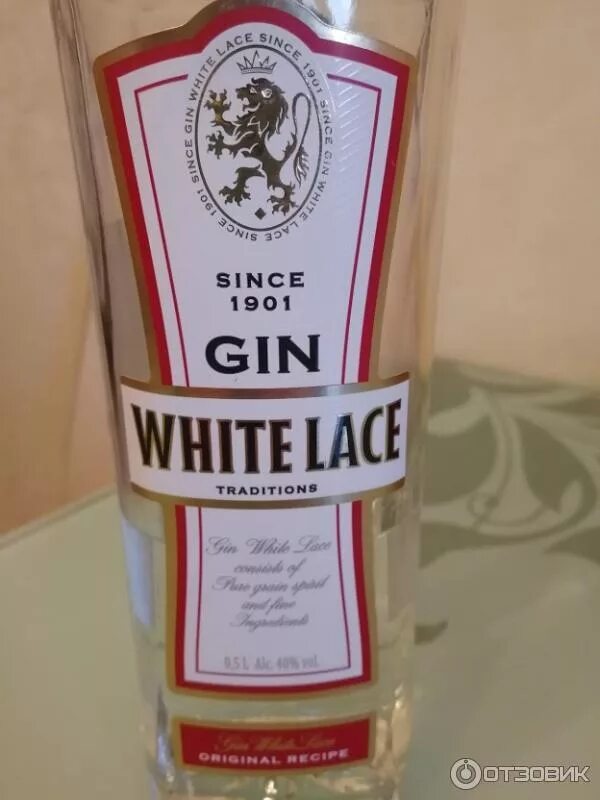 SINCE 1901 SINCE GIN WHITE LACE SINCE 1901 SINCE GIN WHITE LACE
SINCE
1901
GIN
WHITE LACE
TRADITIONS
Gin White Lace
consists of
Pure grain spirit
and fine
Ingredients
0,5 L Alc. 40% vol.
Gin White Lace
ORIGINAL RECIPE
ОТЗОВИК